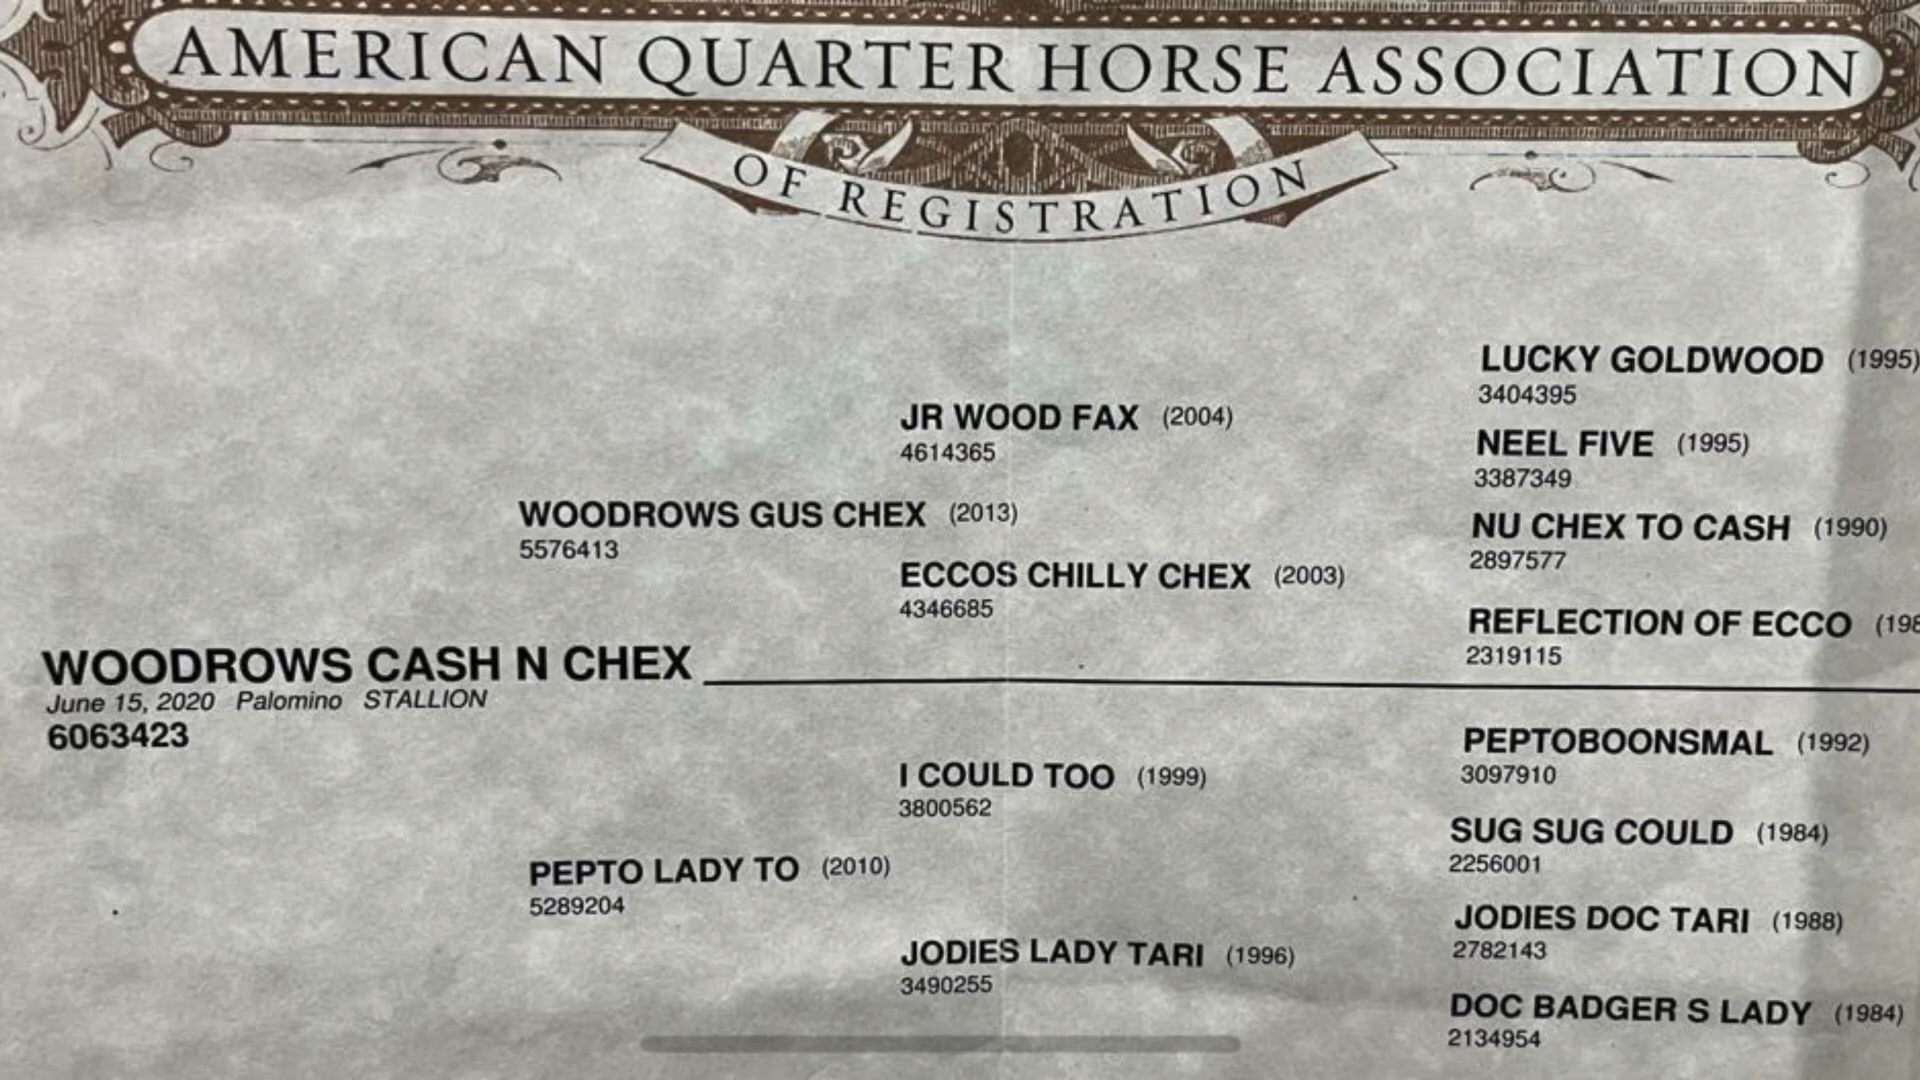 AMERICAN QUARTER HORSE ASSOCIATION
OF REGISTRATION
LUCKY GOLDWOOD (1995)
3404395
JR WOOD FAX (2004)
4614365
NEEL FIVE (1995)
3387349
WOODROWS GUS CHEX (2013)
5576413
NU CHEX TO CASH (1990)
2897577
ECCOS CHILLY CHEX (2003)
4346685
REFLECTION OF ECCO (198
2319115
WOODROWS CASH N CHEX
June 15, 2020 Palomino STALLION
6063423
PEPTOBOONSMAL (1992)
3097910
I COULD TOO (1999)
3800562
SUG SUG COULD (1984)
2256001
PEPTO LADY TO (2010)
5289204
JODIES DOC TARI (1988)
2782143
JODIES LADY TARI (1996)
3490255
DOC BADGER S LADY (1984)
2134954